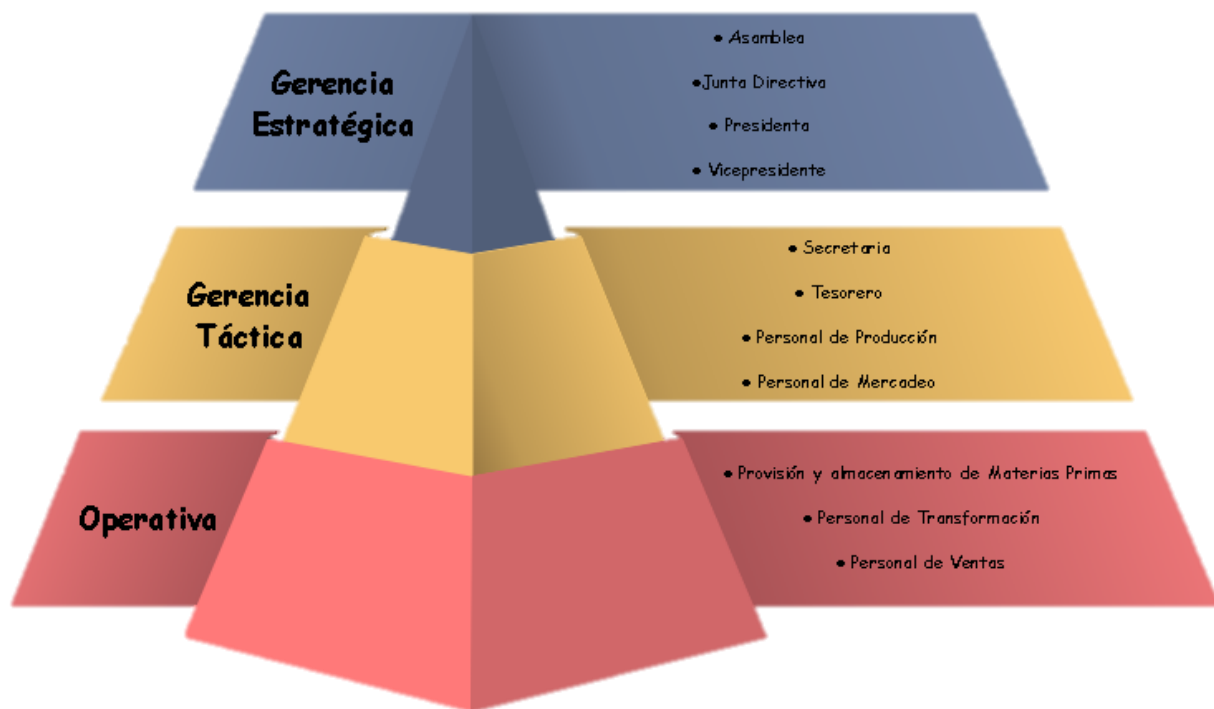 Gerencia
Estratégica
• Asamblea
•Junta Directiva
• Presidenta
• Vicepresidente
Gerencia
Táctica
• Secretaria
• Tesorero
• Personal de Producción
• Personal de Mercadeo
Operativa
• Provisión y almacenamiento de Materias Primas
• Personal de Transformación
• Personal de Ventas